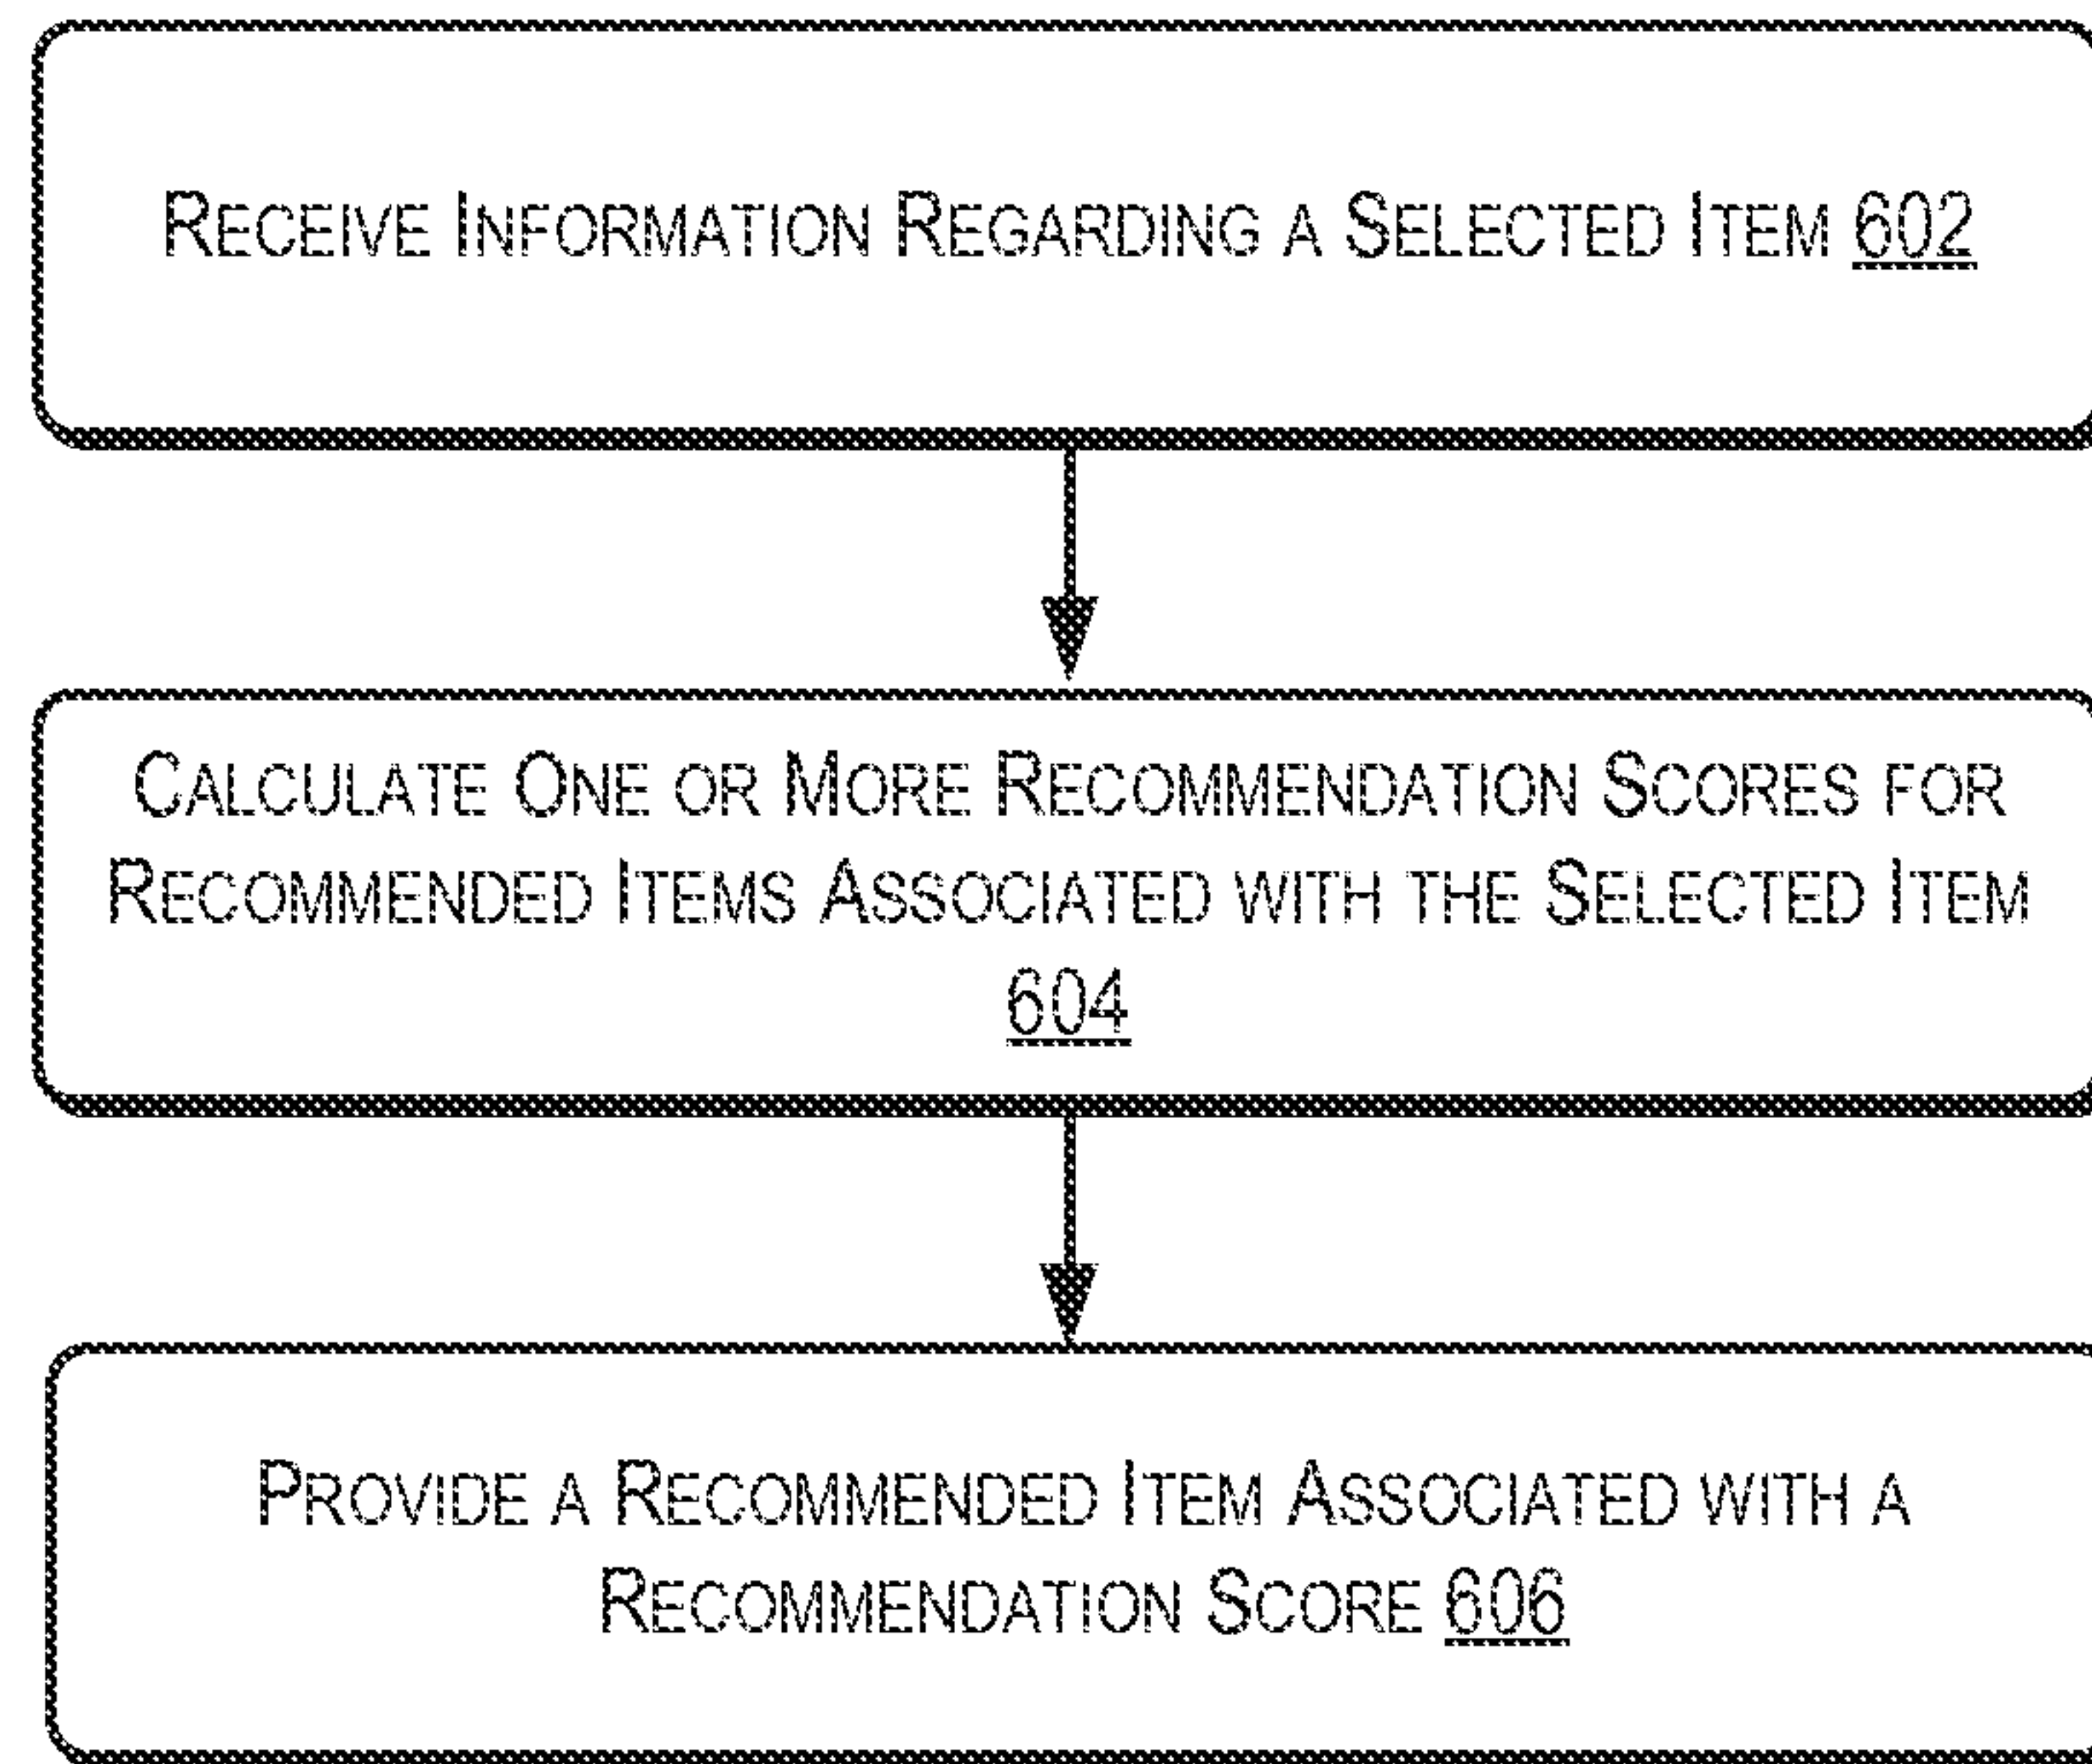 RECEIVE INFORMATION REGARDING A SELECTED ITEM 602
CALCULATE ONE OR MORE RECOMMENDATION SCORES FOR
RECOMMENDED ITEMS ASSOCIATED WITH THE SELECTED ITEM
604
PROVIDE A RECOMMENDED ITEM ASSOCIATED WITH A
RECOMMENDATION SCORE 606